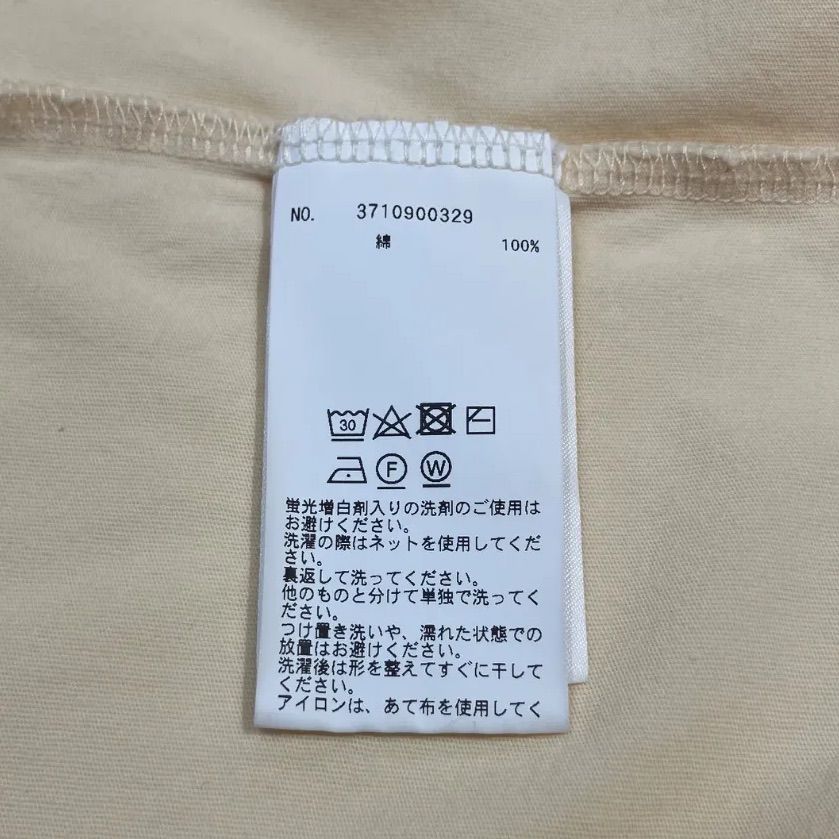 NO. 3710900329
綿 100%
30
F W
蛍光増白剤入りの洗剤のご使用は
お避けください。
洗濯の際はネットを使用してくだ
さい。
裏返して洗ってください。
他のものと分けて単独で洗ってく
ださい。
つけ置き洗いや、濡れた状態での
放置はお避けください。
洗濯後は形を整えてすぐに干して
ください。
アイロンは、あて布を使用してく